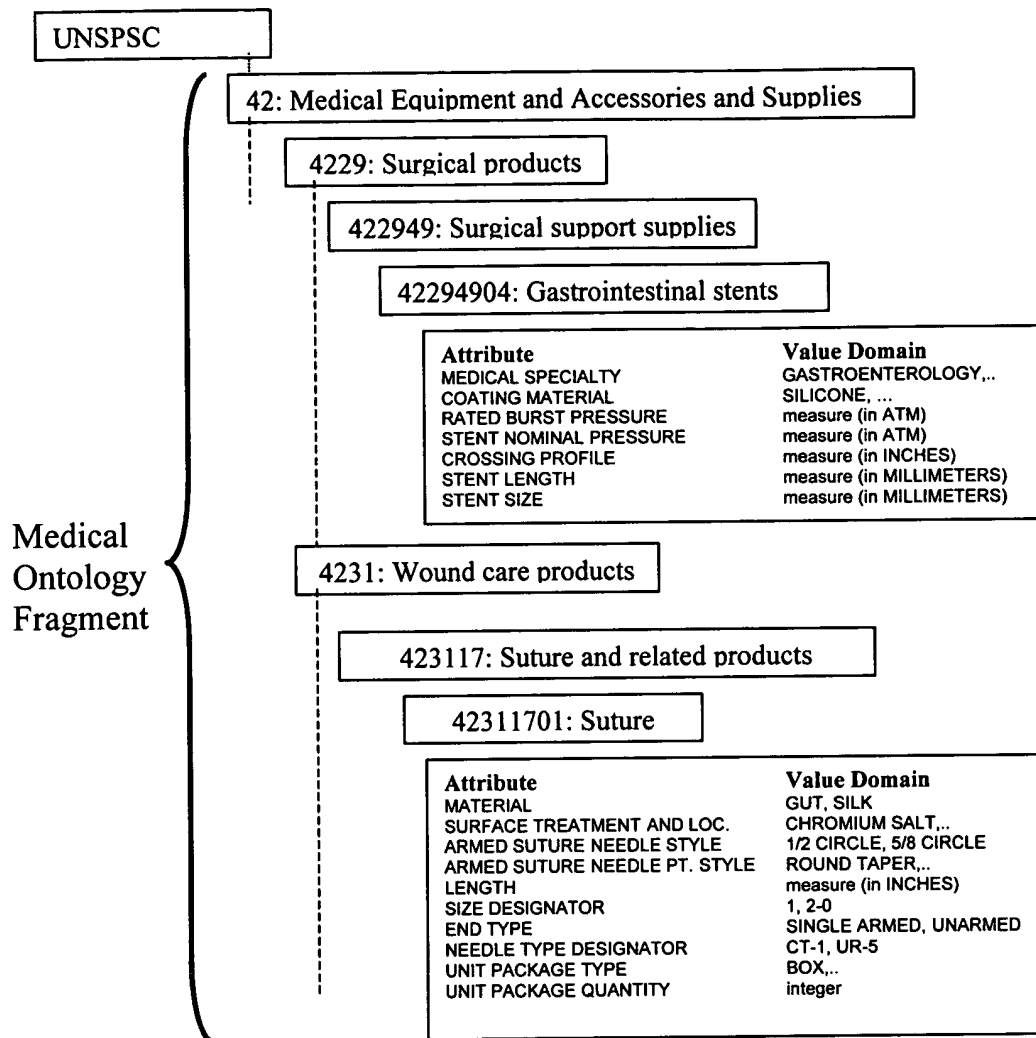 UNSPSC
42: Medical Equipment and Accessories and Supplies
4229: Surgical products
422949: Surgical support supplies
42294904: Gastrointestinal stents
Attribute Value Domain
MEDICAL SPECIALTY GASTROENTEROLOGY,..
COATING MATERIAL SILICONE, ...
RATED BURST PRESSURE measure (in ATM)
STENT NOMINAL PRESSURE measure (in ATM)
CROSSING PROFILE measure (in INCHES)
STENT LENGTH measure (in MILLIMETERS)
STENT SIZE measure (in MILLIMETERS)
Medical
Ontology
Fragment
4231: Wound care products
423117: Suture and related products
42311701: Suture
Attribute Value Domain
MATERIAL GUT, SILK
SURFACE TREATMENT AND LOC. CHROMIUM SALT,..
ARMED SUTURE NEEDLE STYLE 1/2 CIRCLE, 5/8 CIRCLE
ARMED SUTURE NEEDLE PT. STYLE ROUND TAPER,..
LENGTH measure (in INCHES)
SIZE DESIGNATOR 1, 2-0
END TYPE SINGLE ARMED, UNARMED
NEEDLE TYPE DESIGNATOR CT-1, UR-5
UNIT PACKAGE TYPE BOX,..
UNIT PACKAGE QUANTITY integer